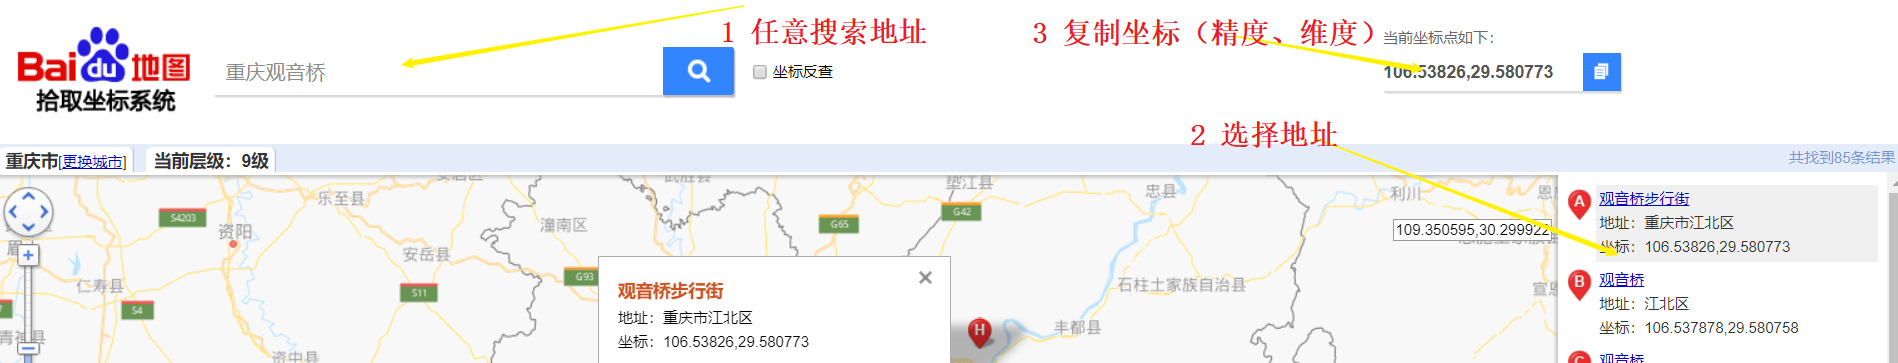 1 任意搜索地址
3 复制坐标（精度、维度）
当前坐标点如下：
Bai du 地图
拾取坐标系统
重庆观音桥
坐标反查
106.53826,29.580773
2 选择地址
重庆市[更换城市]
当前层级：9级
共找到85条结果
乐至县
垫江县
忠县
利川
S4203
潼南区
G65
G42
资阳
109.350595,30.299922
安岳县
仁寿县
G93
S11
S4
石柱土家族自治县
丰都县
H
资中县
观音桥步行街
地址：重庆市江北区
坐标：106.53826,29.580773
A
观音桥步行街
地址：重庆市江北区
坐标：106.53826,29.580773
B
观音桥
地址：江北区
坐标：106.537878,29.580758
观音桥